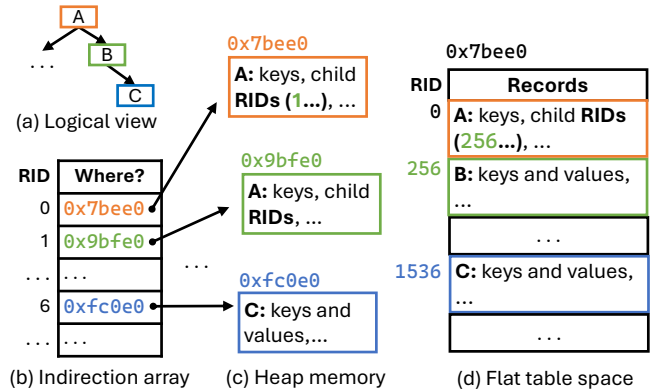 A
B
. . .
C
(a) Logical view
RID
Where?
0
0x7bee0
1
0x9bfe0
. . .
. . .
6
0xfc0e0
. . .
. . .
(b) Indirection array
0x7bee0
A: keys, child
RIDs (1...), ...
0x9bfe0
A: keys, child
RIDs, ...
. . .
0xfc0e0
C: keys and
values,...
(c) Heap memory
0x7bee0
RID
Records
0
A: keys, child RIDs
(256...), ...
256
B: keys and values,
...
. . .
1536
C: keys and values,
...
. . .
(d) Flat table space